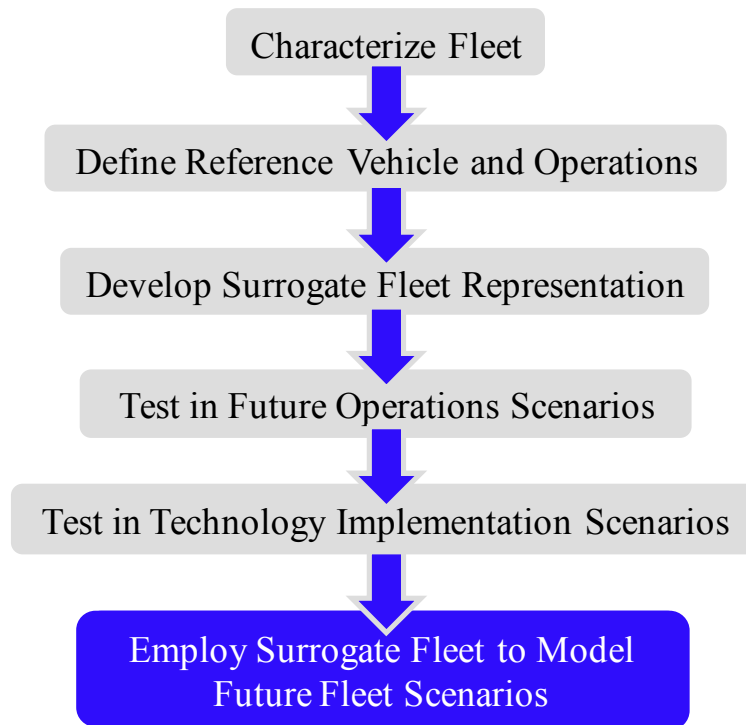 Characterize Fleet
Define Reference Vehicle and Operations
Develop Surrogate Fleet Representation
Test in Future Operations Scenarios
Test in Technology Implementation Scenarios
Employ Surrogate Fleet to Model
Future Fleet Scenarios